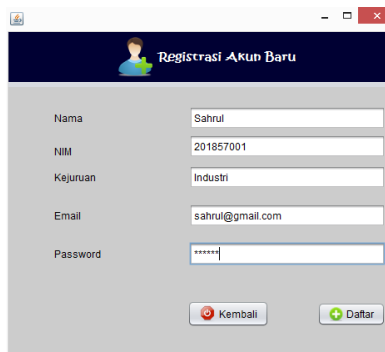 Registrasi Akun Baru
Nama Sahrul
NIM 201857001
Kejuruan Industri
Email sahrul@gmail.com
Password ******
Kembali Daftar